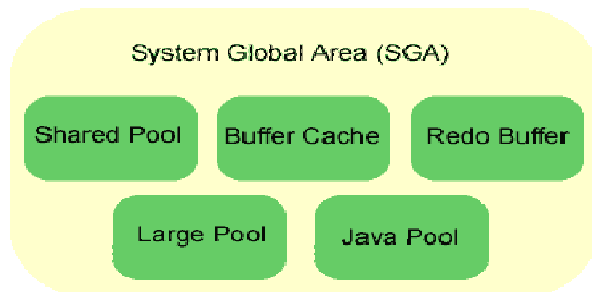 System Global Area (SGA)
Shared Pool
Buffer Cache
Redo Buffer
Large Pool
Java Pool